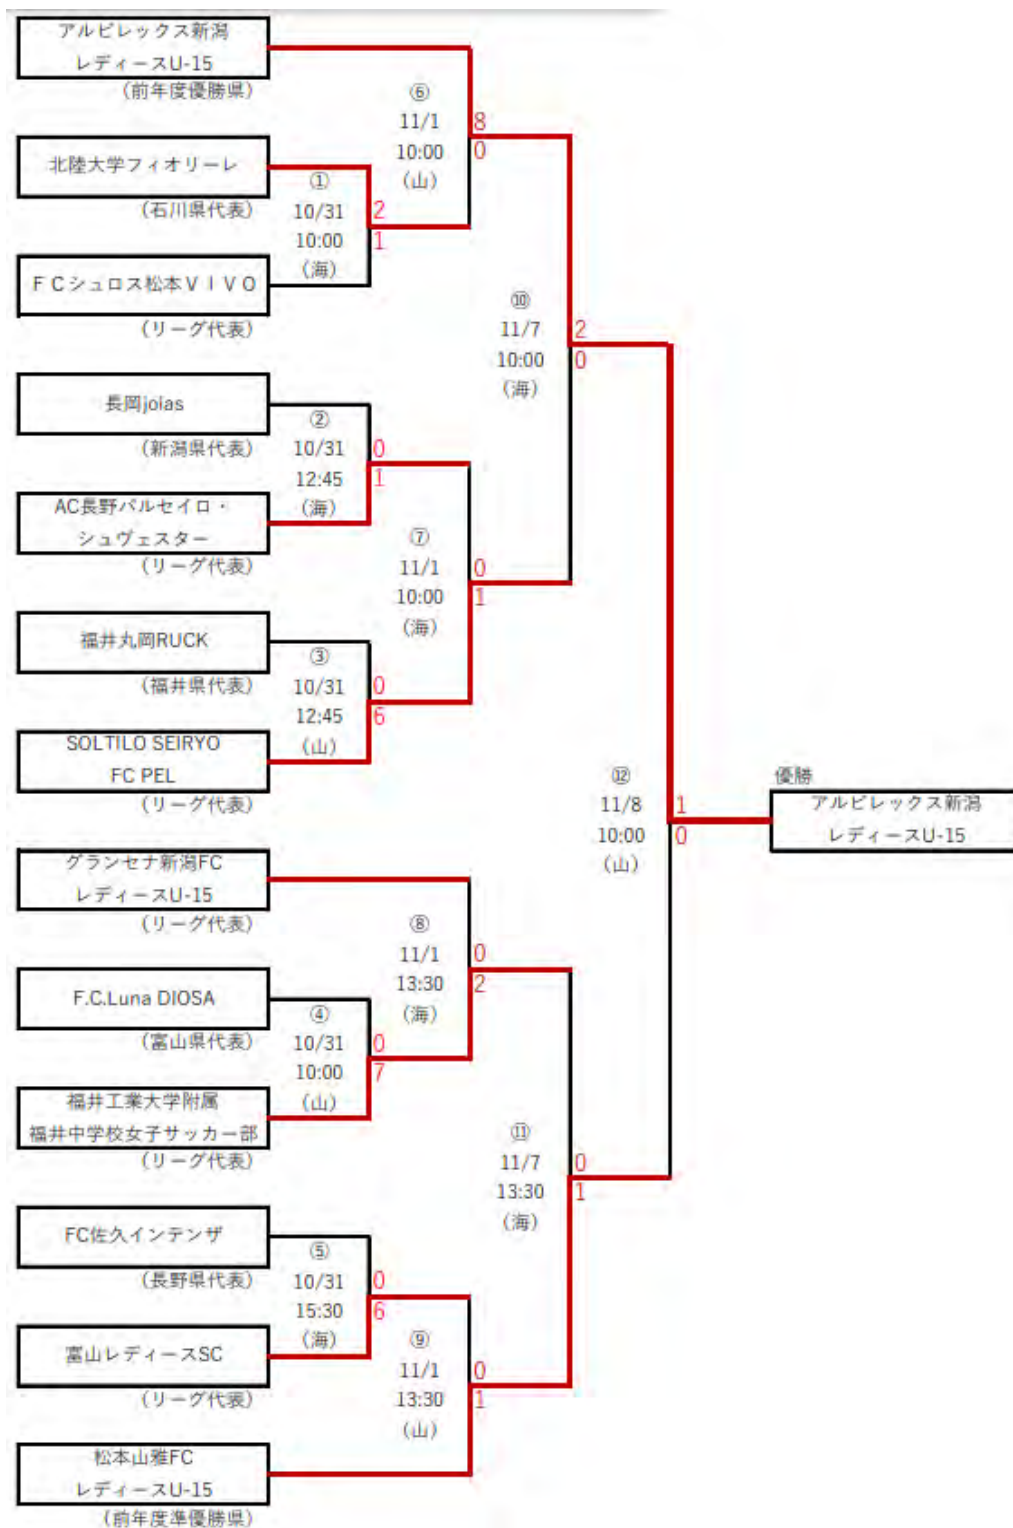 アルビレックス新潟
レディースU-15
(前年度優勝県)
⑥
11/1
10:00
(山)
8
0
北陸大学フィオリーレ
(石川県代表)
①
10/31
10:00
(海)
2
1
ＦＣシュロス松本ＶＩＶＯ
(リーグ代表)
⑩
11/7
10:00
(海)
2
0
長岡joias
(新潟県代表)
②
10/31
12:45
(海)
0
1
AC長野パルセイロ・
シュヴェスター
(リーグ代表)
⑦
11/1
10:00
(海)
0
1
福井丸岡RUCK
(福井県代表)
③
10/31
12:45
(山)
0
6
SOLTILO SEIRYO
FC PEL
(リーグ代表)
⑫
11/8
10:00
(山)
1
0
優勝
アルビレックス新潟
レディースU-15
グランセナ新潟FC
レディースU-15
(リーグ代表)
⑧
11/1
13:30
(海)
0
2
F.C.Luna DIOSA
(富山県代表)
④
10/31
10:00
(山)
0
7
福井工業大学附属
福井中学校女子サッカー部
(リーグ代表)
⑪
11/7
13:30
(海)
0
1
FC佐久インテンザ
(長野県代表)
⑤
10/31
15:30
(海)
0
6
富山レディースSC
(リーグ代表)
⑨
11/1
13:30
(山)
0
1
松本山雅FC
レディースU-15
(前年度準優勝県)